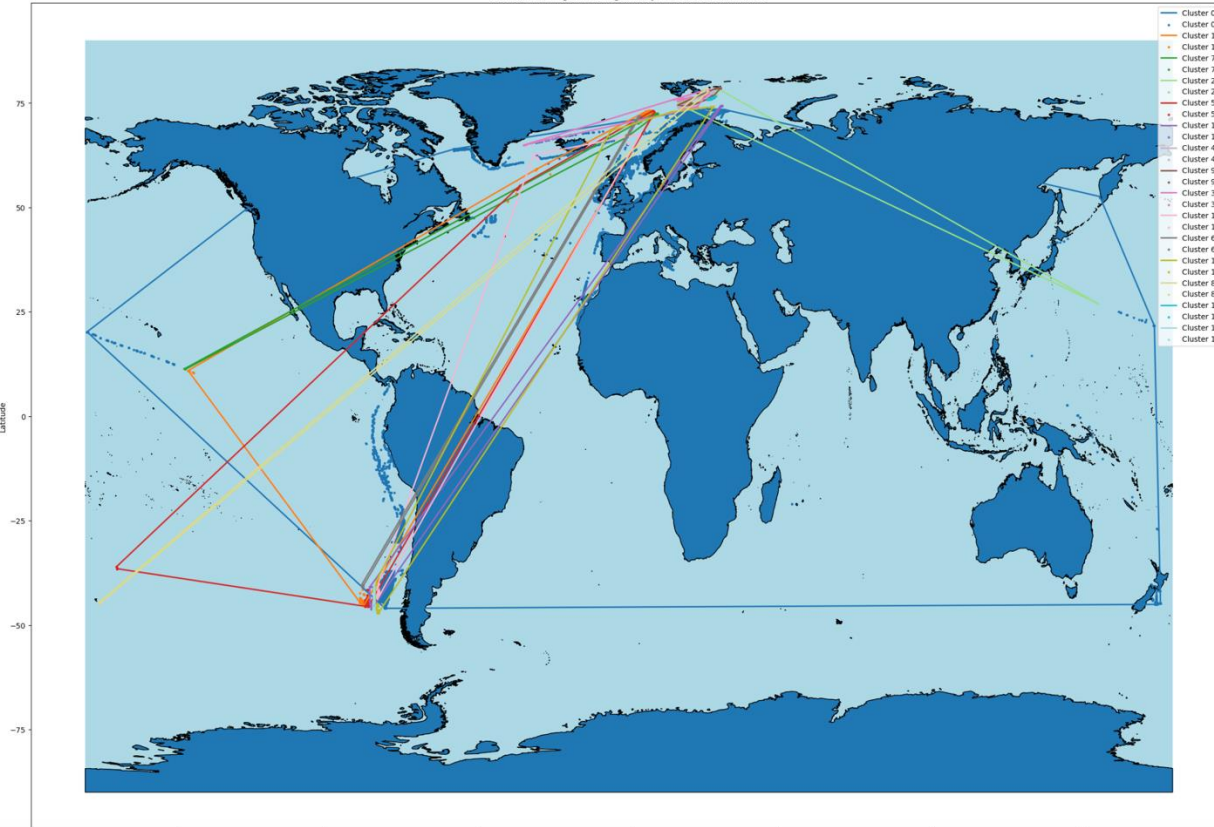 Cluster 0
Cluster 0
Cluster 1
Cluster 1
Cluster 7
Cluster 7
Cluster 2
Cluster 2
Cluster 5
Cluster 5
Cluster 1
Cluster 1
Cluster 4
Cluster 4
Cluster 9
Cluster 9
Cluster 3
Cluster 3
Cluster 1
Cluster 1
Cluster 6
Cluster 6
Cluster 1
Cluster 1
Cluster 8
Cluster 8
Cluster 1
Cluster 1
Cluster 1
Cluster 1
75
50
25
0
−25
−50
−75
Latitude